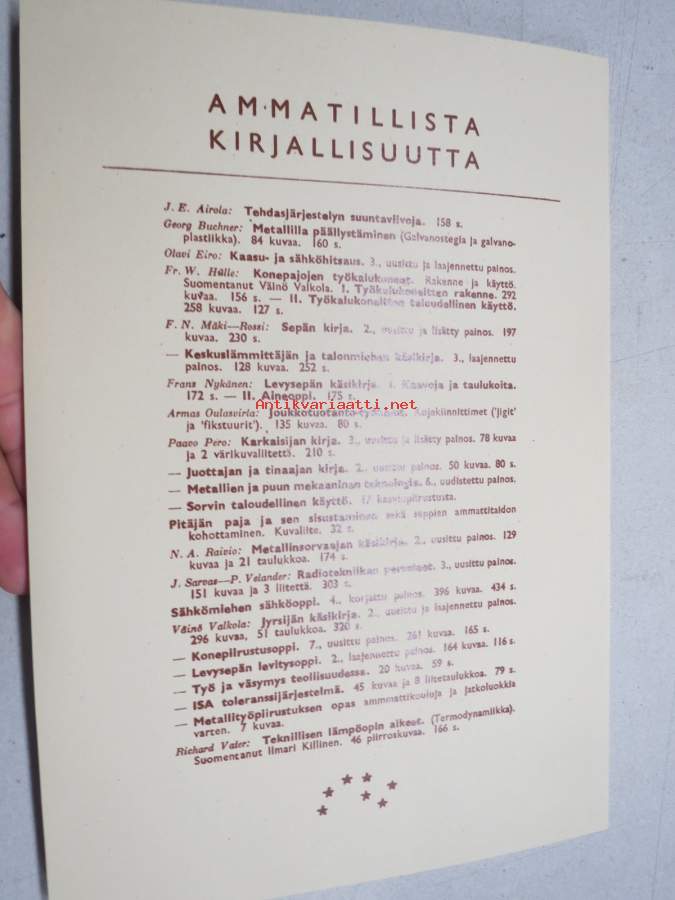 AM·MATILLISTA
KIRJALLISUUTTA
J. E. Airola: Tehdasjärjestelyn suuntaviivoja. 158 s.
Georg Buchner: Metallilla päällystäminen (Galvanostegia ja galvano-
plastiikka). 84 kuvaa. 160 s.
Olavi Eiro: Kaasu- ja sähköhitsaus. 3., uusittu ja laajennettu painos.
Fr. W. Hülle: Konepajojen työkalukoneet. Rakenne ja käyttö.
Suomentanut Väinö Valkola. I. Työkalukoneitten rakenne. 292
kuvaa. 156 s. — II. Työkalukoneitten taloudellinen käyttö.
258 kuvaa. 127 s.
F. N. Mäki—Rossi: Sepän kirja. 2., uusittu ja lisätty painos. 197
kuvaa. 230 s.
— Keskuslämmittäjän ja talonmiehen käsikirja. 3., laajennettu
painos. 128 kuvaa. 252 s.
Frans Nykänen: Levysepän käsikirja. I. Kaavoja ja taulukoita.
172 s. — II. Aineoppi. 175 s.
Antikvariaatti.net
Armas Oulasvirta: Joukkotuotanto Kojekiinnittimet ('jigit'
ja 'fikstuurit'). 135 kuvaa. 80 s.
Paavo Pero: Karkaisijan kirja. 3., uusittu ja lisätty painos. 78 kuvaa
ja 2 värikuvaliitettä. 210 s.
— Juottajan ja tinaajan kirja. 2., uusittu painos. 50 kuvaa. 80 s.
— Metallien ja puun mekaaninen teknologia. 6., uudistettu painos.
— Sorvin taloudellinen käyttö. 47
Pitäjän paja ja sen sisustaminen sekä seppien ammattitaidon
kohottaminen. Kuvaliite. 32 s.
N. A. Raivio: Metallinsorvaajan käsikirja. 2., uusittu painos. 129
kuvaa ja 21 taulukkoa. 174 s.
J. Sarvas—P. Velander: Radiotekniikan perusteet. 3., uusittu painos.
151 kuvaa ja 3 liitettä. 303 s.
Sähkömiehen sähköoppi. 4., korjattu painos. 396 kuvaa. 434 s.
Väinö Valkola: Jyrsijän käsikirja. 2., uusittu ja laajennettu painos.
296 kuvaa, 51 taulukkoa. 320 s.
— Konepiirustusoppi. 7., uusittu painos. 261 kuvaa. 165 s.
— Levysepän levitysoppi. 2., laajennettu painos. 164 kuvaa. 116 s.
— Työ ja väsymys teollisuudessa. 20 kuvaa. 59 s.
— ISA toleranssijärjestelmä. 45 kuvaa ja 8 liitetaulukkoa. 79 s.
— Metallityöpiirustuksen opas ammmattikouluja ja jatkoluokkia
varten. 7 kuvaa.
Richard Vater: Teknillisen lämpöopin alkeet. (Termodynamiikka).
Suomentanut Ilmari Killinen. 46 piirroskuvaa. 166 s.